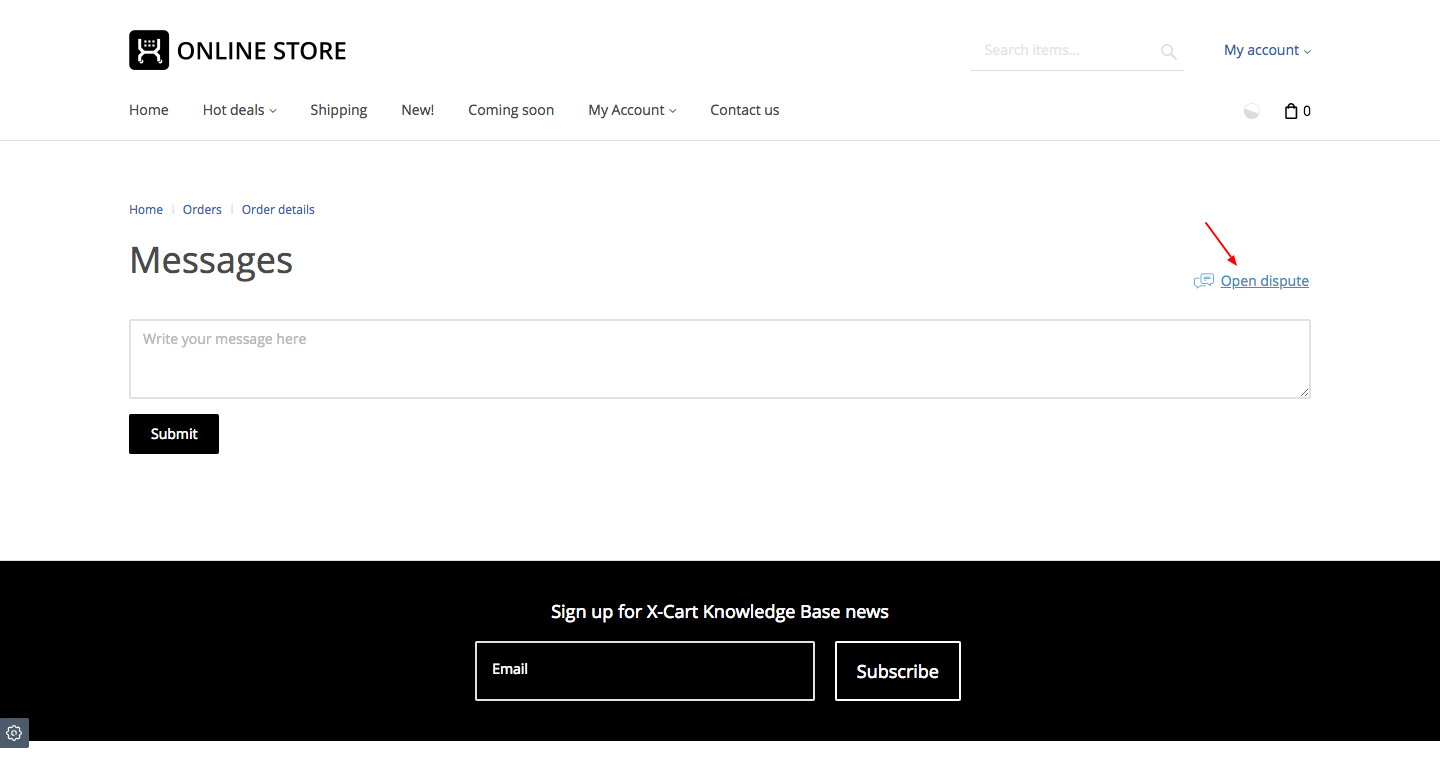 ONLINE STORE
Search items...
My account
Home
Hot deals
Shipping
New!
Coming soon
My Account
Contact us
0
Home
Orders
Order details
Messages
Open dispute
Write your message here
Submit
Sign up for X-Cart Knowledge Base news
Email
Subscribe